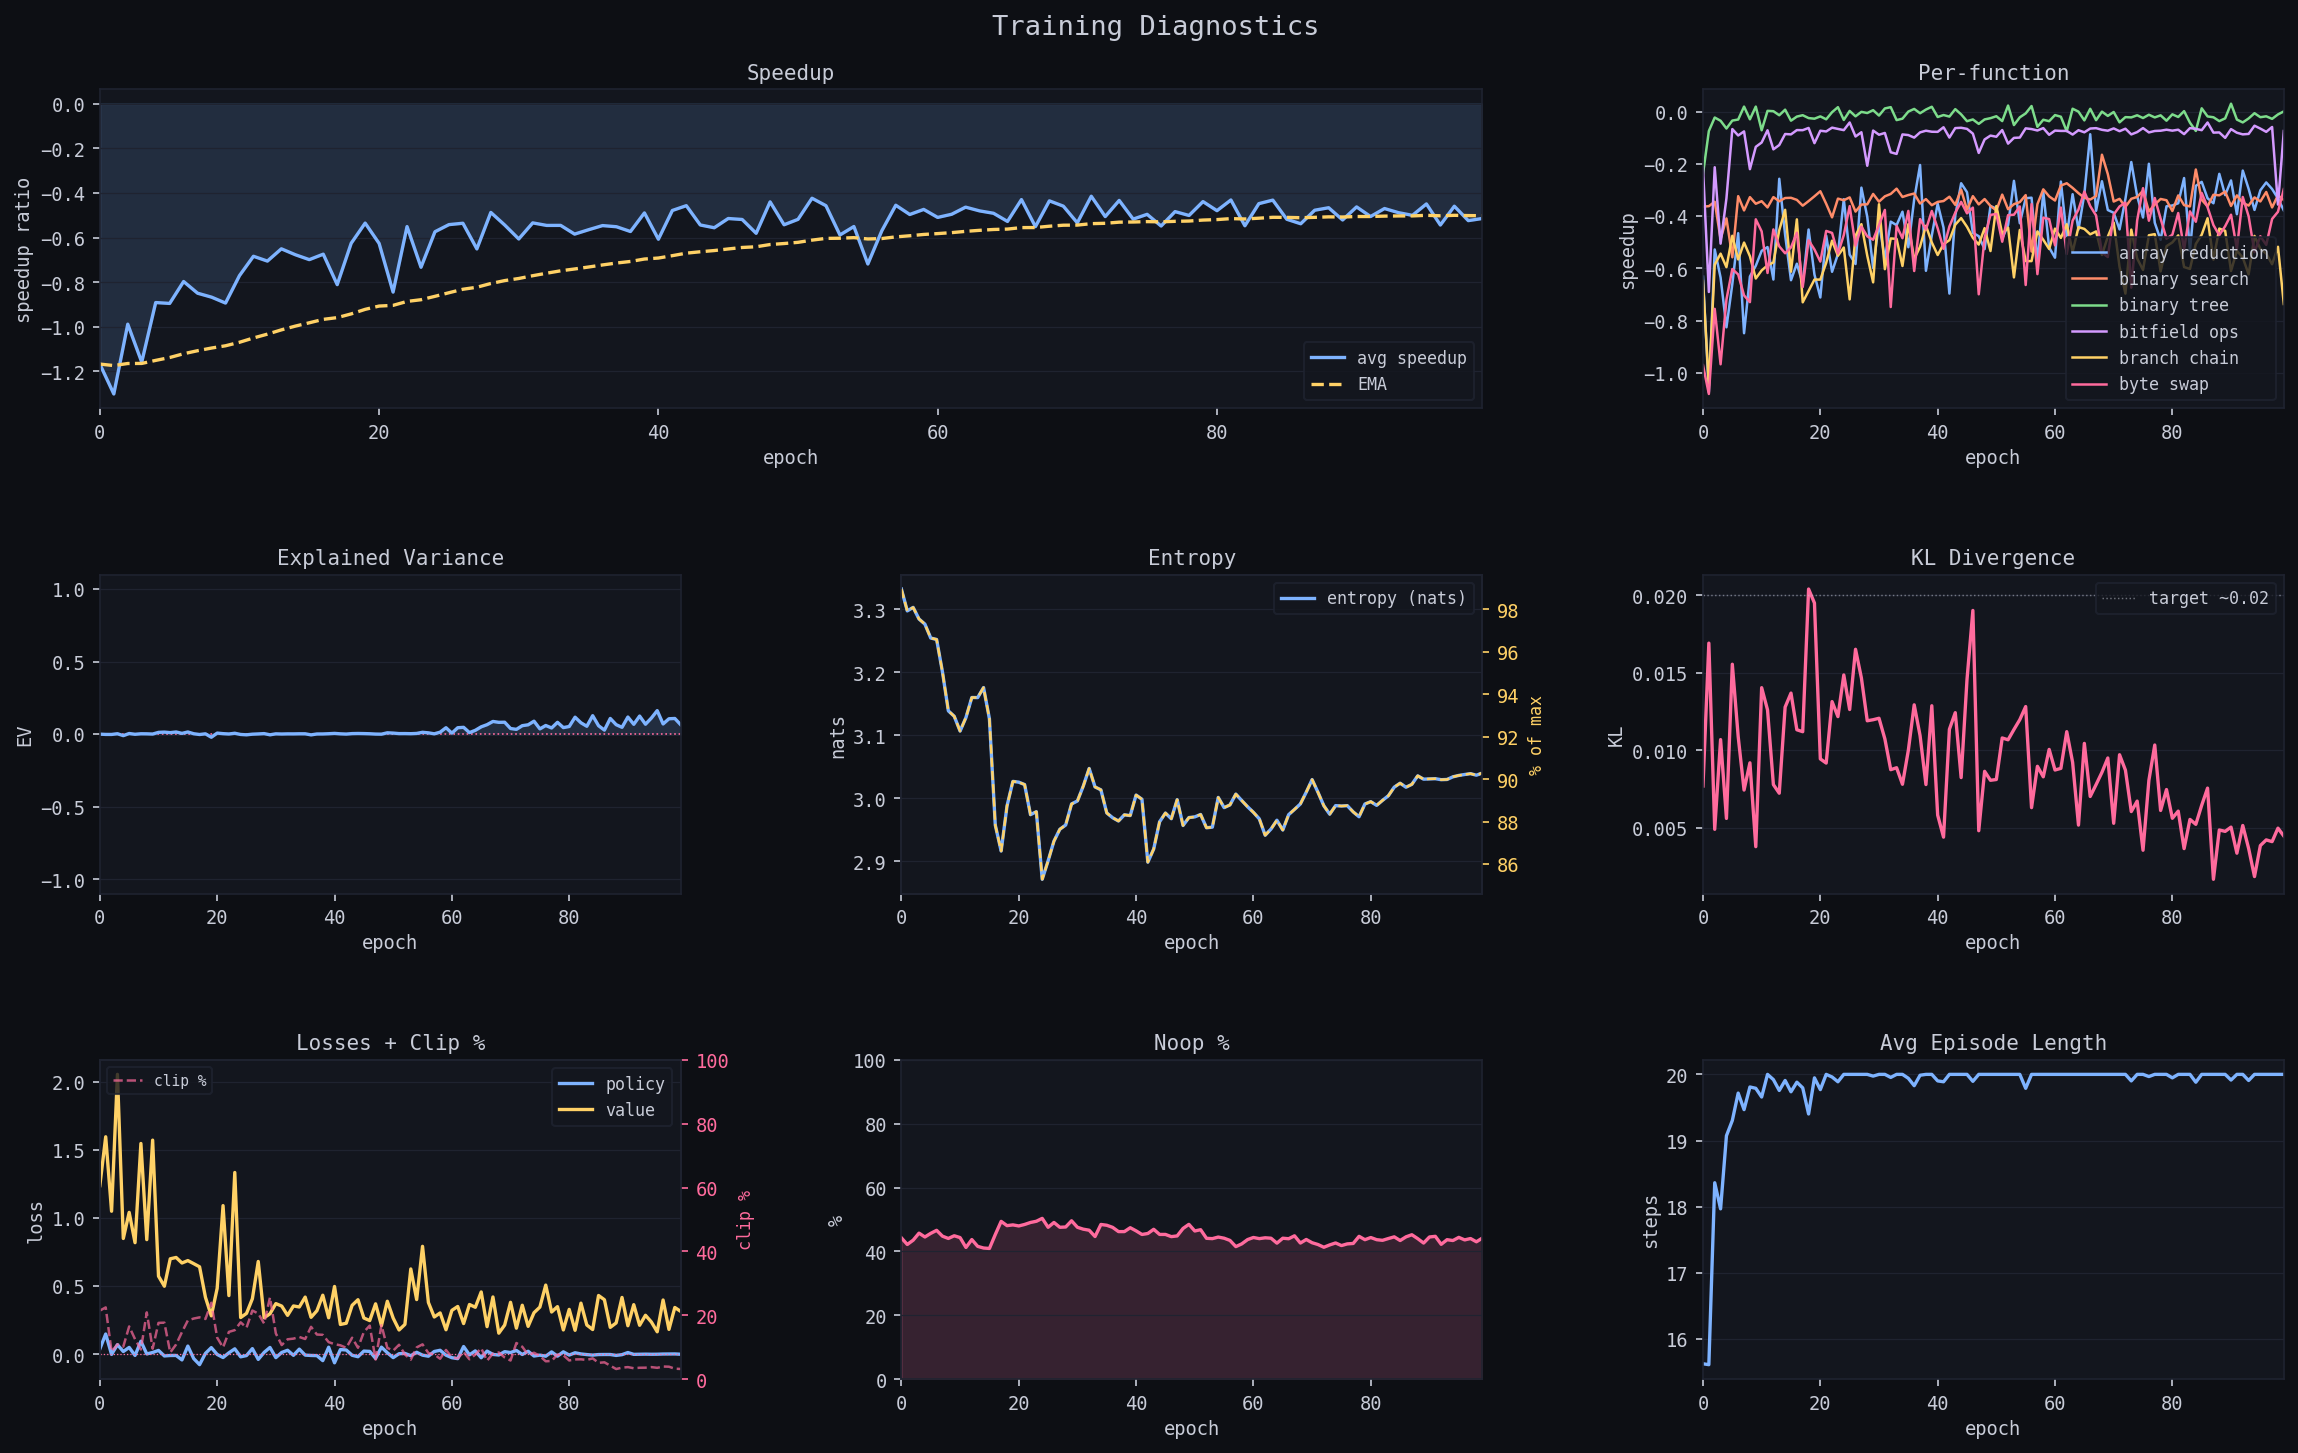 Training Diagnostics
Speedup
speedup ratio
0.0
−0.2
−0.4
−0.6
−0.8
−1.0
−1.2
avg speedup
EMA
0 20 40 60 80
epoch
Per-function
speedup
0.0
−0.2
−0.4
−0.6
−0.8
−1.0
array reduction
binary search
binary tree
bitfield ops
branch chain
byte swap
0 20 40 60 80
epoch
Explained Variance
EV
1.0
0.5
0.0
−0.5
−1.0
0 20 40 60 80
epoch
Entropy
nats
3.3
3.2
3.1
3.0
2.9
entropy (nats)
98
96
94
92
90
88
86
% of max
0 20 40 60 80
epoch
KL Divergence
KL
0.020
0.015
0.010
0.005
target ~0.02
0 20 40 60 80
epoch
Losses + Clip %
loss
2.0
1.5
1.0
0.5
0.0
clip %
policy
value
100
80
60
40
20
0
clip %
0 20 40 60 80
epoch
Noop %
%
100
80
60
40
20
0
0 20 40 60 80
epoch
Avg Episode Length
steps
20
19
18
17
16
0 20 40 60 80
epoch